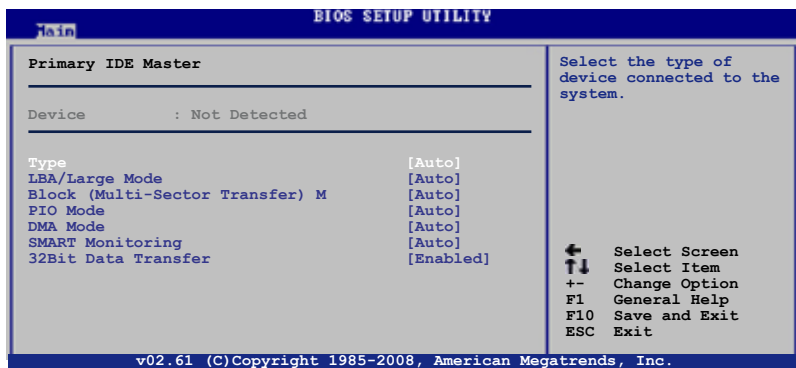 BIOS SETUP UTILITY
Main
Primary IDE Master
Device : Not Detected
Type [Auto]
LBA/Large Mode [Auto]
Block (Multi-Sector Transfer) M [Auto]
PIO Mode [Auto]
DMA Mode [Auto]
SMART Monitoring [Auto]
32Bit Data Transfer [Enabled]
Select the type of
device connected to the
system.
Select Screen
Select Item
+- Change Option
F1 General Help
F10 Save and Exit
ESC Exit
v02.61 (C)Copyright 1985-2008, American Megatrends, Inc.